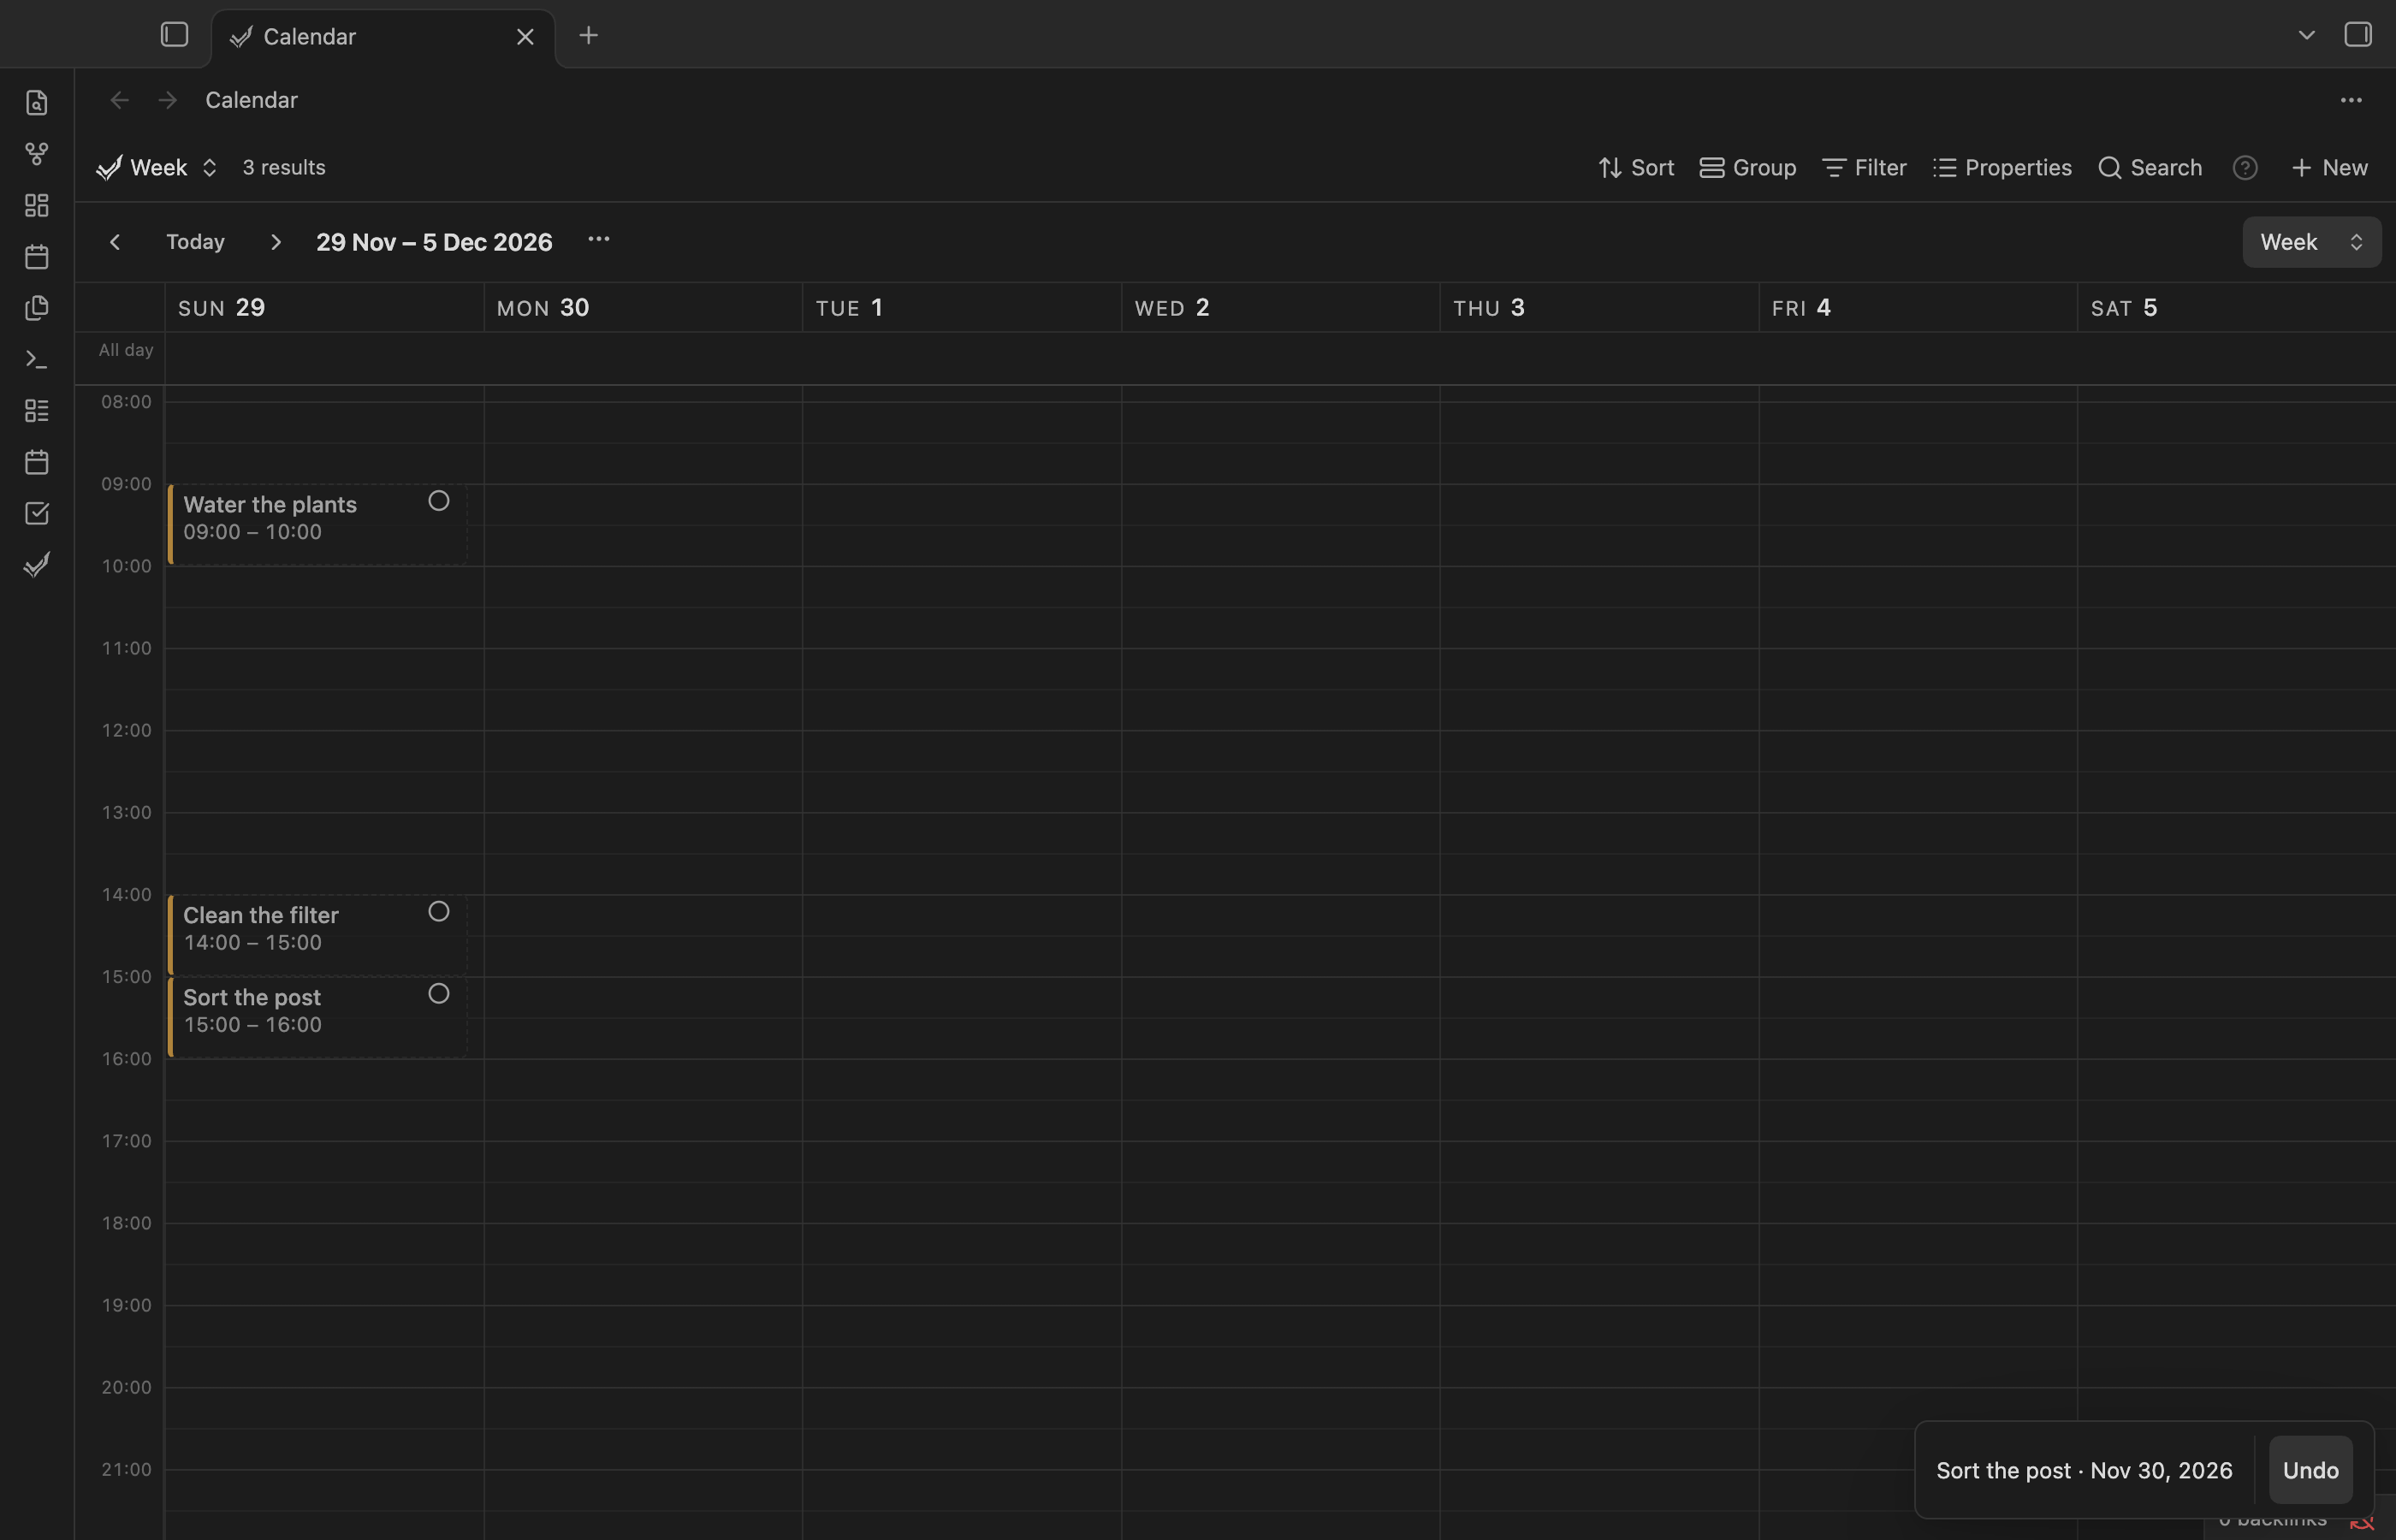 Calendar
Calendar
Week 3 results Sort Group Filter Properties Search New
Today 29 Nov – 5 Dec 2026 Week
SUN 29 MON 30 TUE 1 WED 2 THU 3 FRI 4 SAT 5
All day
08:00
09:00
Water the plants
09:00 – 10:00
10:00
11:00
12:00
13:00
14:00
Clean the filter
14:00 – 15:00
15:00
Sort the post
15:00 – 16:00
16:00
17:00
18:00
19:00
20:00
21:00
Sort the post · Nov 30, 2026 Undo
0 backlinks